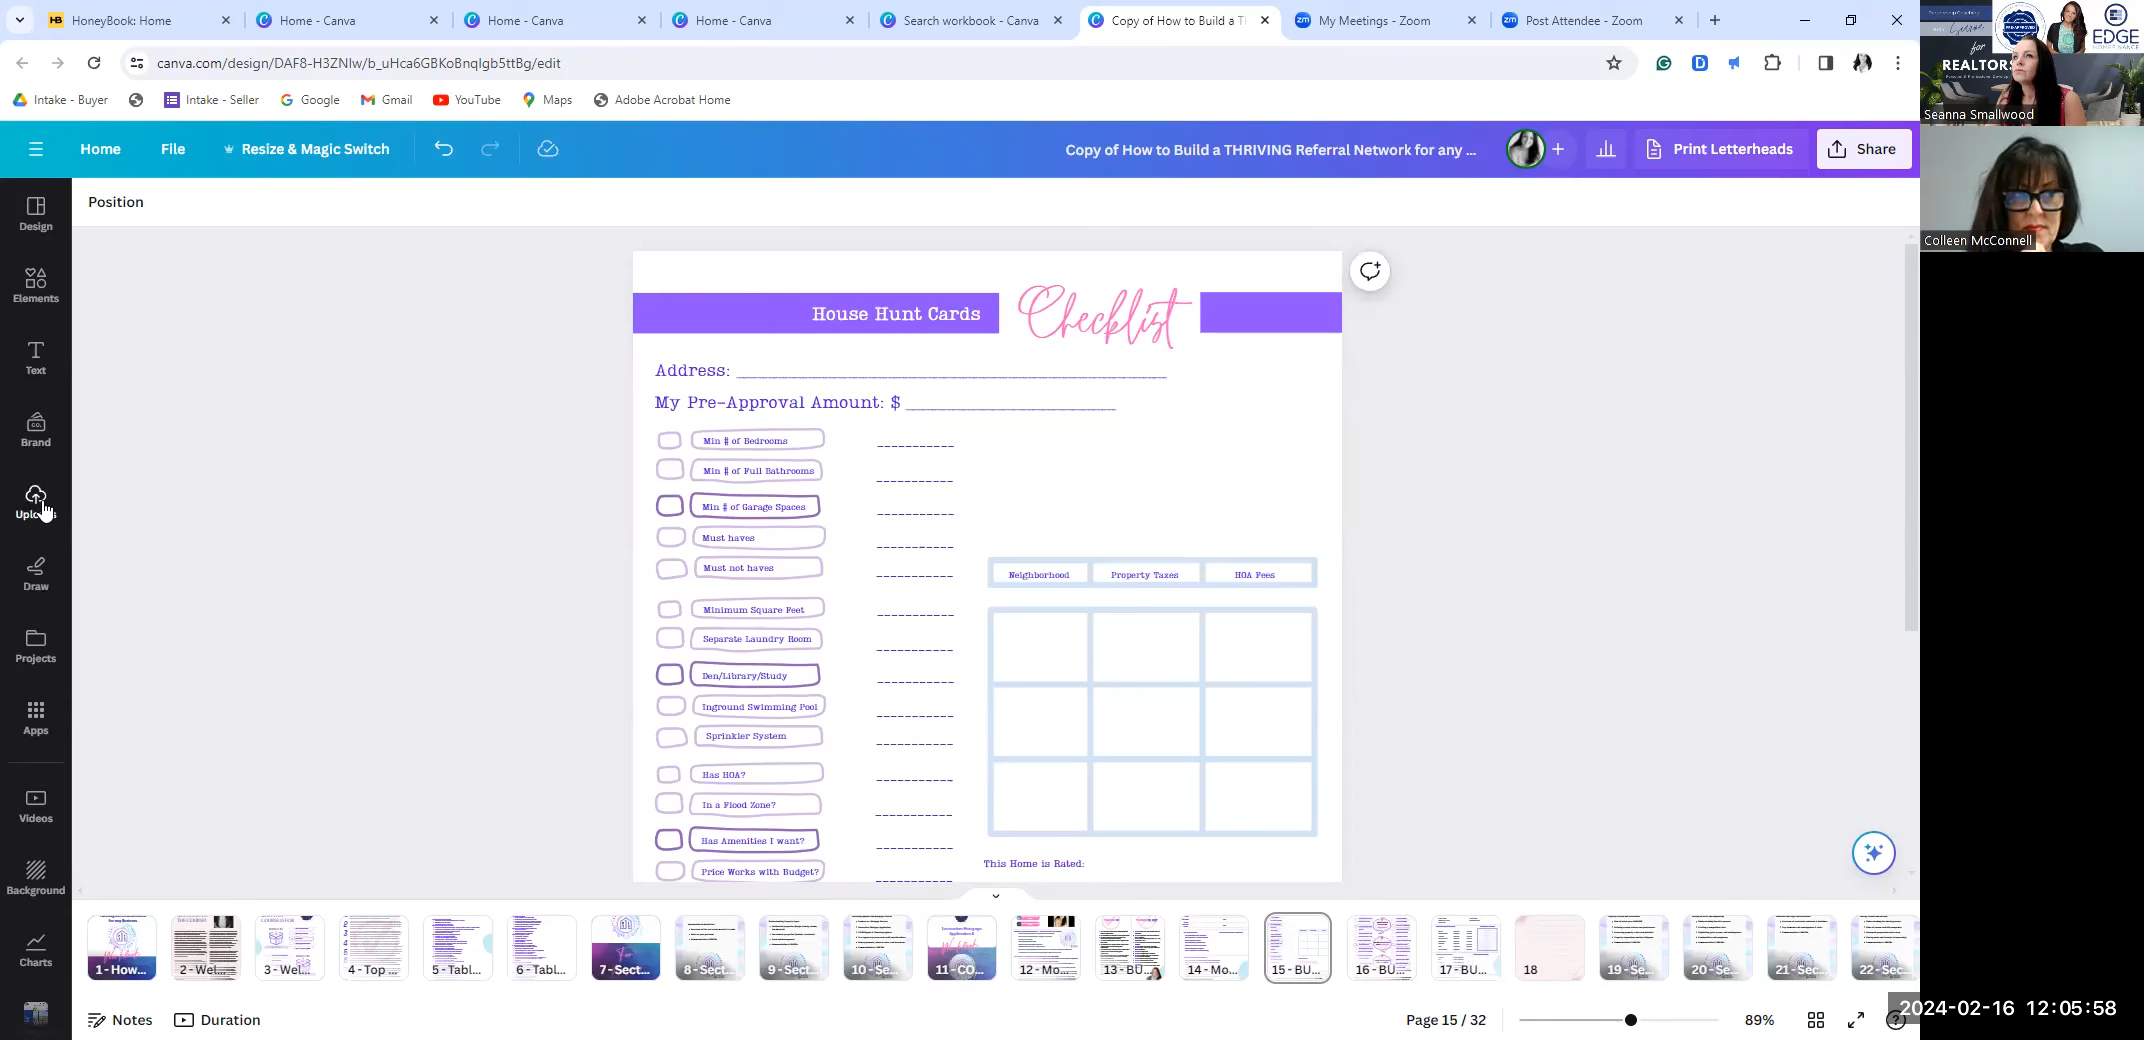 HoneyBook: Home
Home - Canva
Home - Canva
Home - Canva
Search workbook - Canva
Copy of How to Build a T
My Meetings - Zoom
Post Attendee - Zoom
canva.com/design/DAF8-H3ZNIw/b_uHca6GBKoBnqIgb5ttBg/edit
Intake - Buyer
Intake - Seller
Google
Gmail
YouTube
Maps
Adobe Acrobat Home
Home
File
Resize & Magic Switch
Copy of How to Build a THRIVING Referral Network for any ...
Print Letterheads
Share
Position
Design
Elements
Text
Brand
Uploads
Draw
Projects
Apps
Videos
Background
Charts
House Hunt Cards
Checklist
Address:
My Pre-Approval Amount: $
Min # of Bedrooms
Min # of Full Bathrooms
Min # of Garage Spaces
Must haves
Must not haves
Minimum Square Feet
Separate Laundry Room
Den/Library/Study
Inground Swimming Pool
Sprinkler System
Has HOA?
In a Flood Zone?
Has Amenities I want?
Price Works with Budget?
Neighborhood
Property Taxes
HOA Fees
This Home is Rated:
1 - How...
2 - Wel...
3 - Wel...
4 - Top ...
5 - Tabl...
6 - Tabl...
7 - Sect...
8 - Sect...
9 - Sect...
10 - Se...
11 - CO...
12 - Mo...
13 - BU...
14 - Mo...
15 - BU...
16 - BU...
17 - BU...
18
19 - Se...
20 - Se...
21 - Sec...
22 - Sec...
Notes
Duration
Page 15 / 32
89%
for
REALTORS
EDGE
Seanna Smallwood
Colleen McConnell
2024-02-16 12:05:58